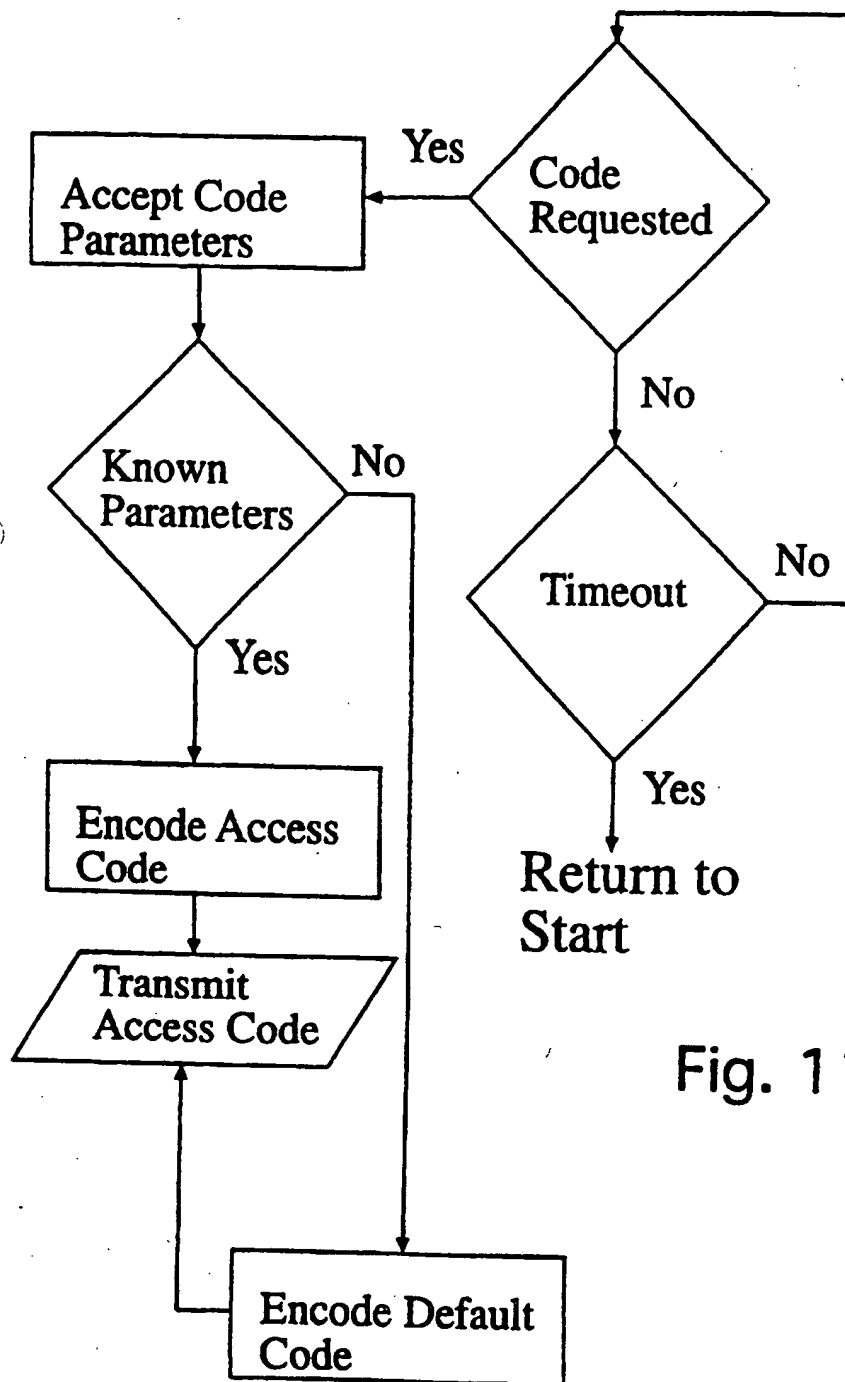 Yes
Code
Requested
Accept Code
Parameters
No
Known
Parameters
No
Timeout
No
Yes
Encode Access
Code
Yes
Return to
Start
Transmit
Access Code
Fig. 1
Encode Default
Code